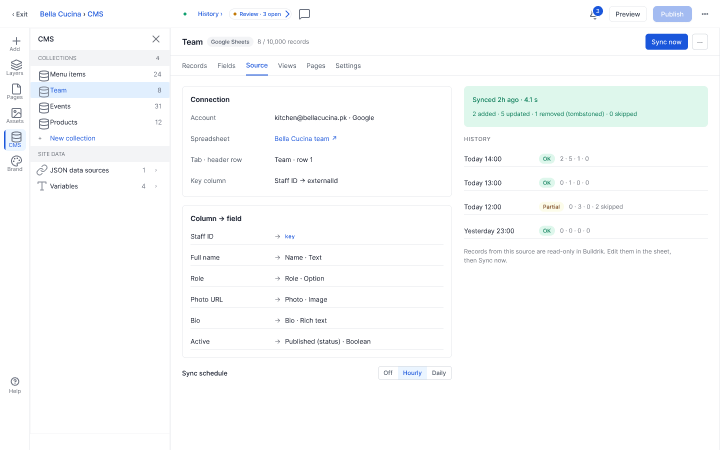 ‹ Exit
Bella Cucina › CMS
History ›
Review · 3 open
3
Preview
Publish
Add
Layers
Pages
Assets
CMS
Brand
Help
CMS
COLLECTIONS 4
Menu items 24
Team 8
Events 31
Products 12
+ New collection
SITE DATA
JSON data sources 1
Variables 4
Team Google Sheets 8 / 10,000 records
Sync now
Records Fields Source Views Pages Settings
Connection
Account kitchen@bellacucina.pk · Google
Spreadsheet Bella Cucina team ↗
Tab · header row Team · row 1
Key column Staff ID → externalId
Column → field
Staff ID → key
Full name → Name · Text
Role → Role · Option
Photo URL → Photo · Image
Bio → Bio · Rich text
Active → Published (status) · Boolean
Sync schedule Off Hourly Daily
Synced 2h ago · 4.1 s
2 added · 5 updated · 1 removed (tombstoned) · 0 skipped
HISTORY
Today 14:00 OK 2 · 5 · 1 · 0
Today 13:00 OK 0 · 1 · 0 · 0
Today 12:00 Partial 0 · 3 · 0 · 2 skipped
Yesterday 23:00 OK 0 · 0 · 0 · 0
Records from this source are read-only in Buildrik. Edit them in the sheet,
then Sync now.